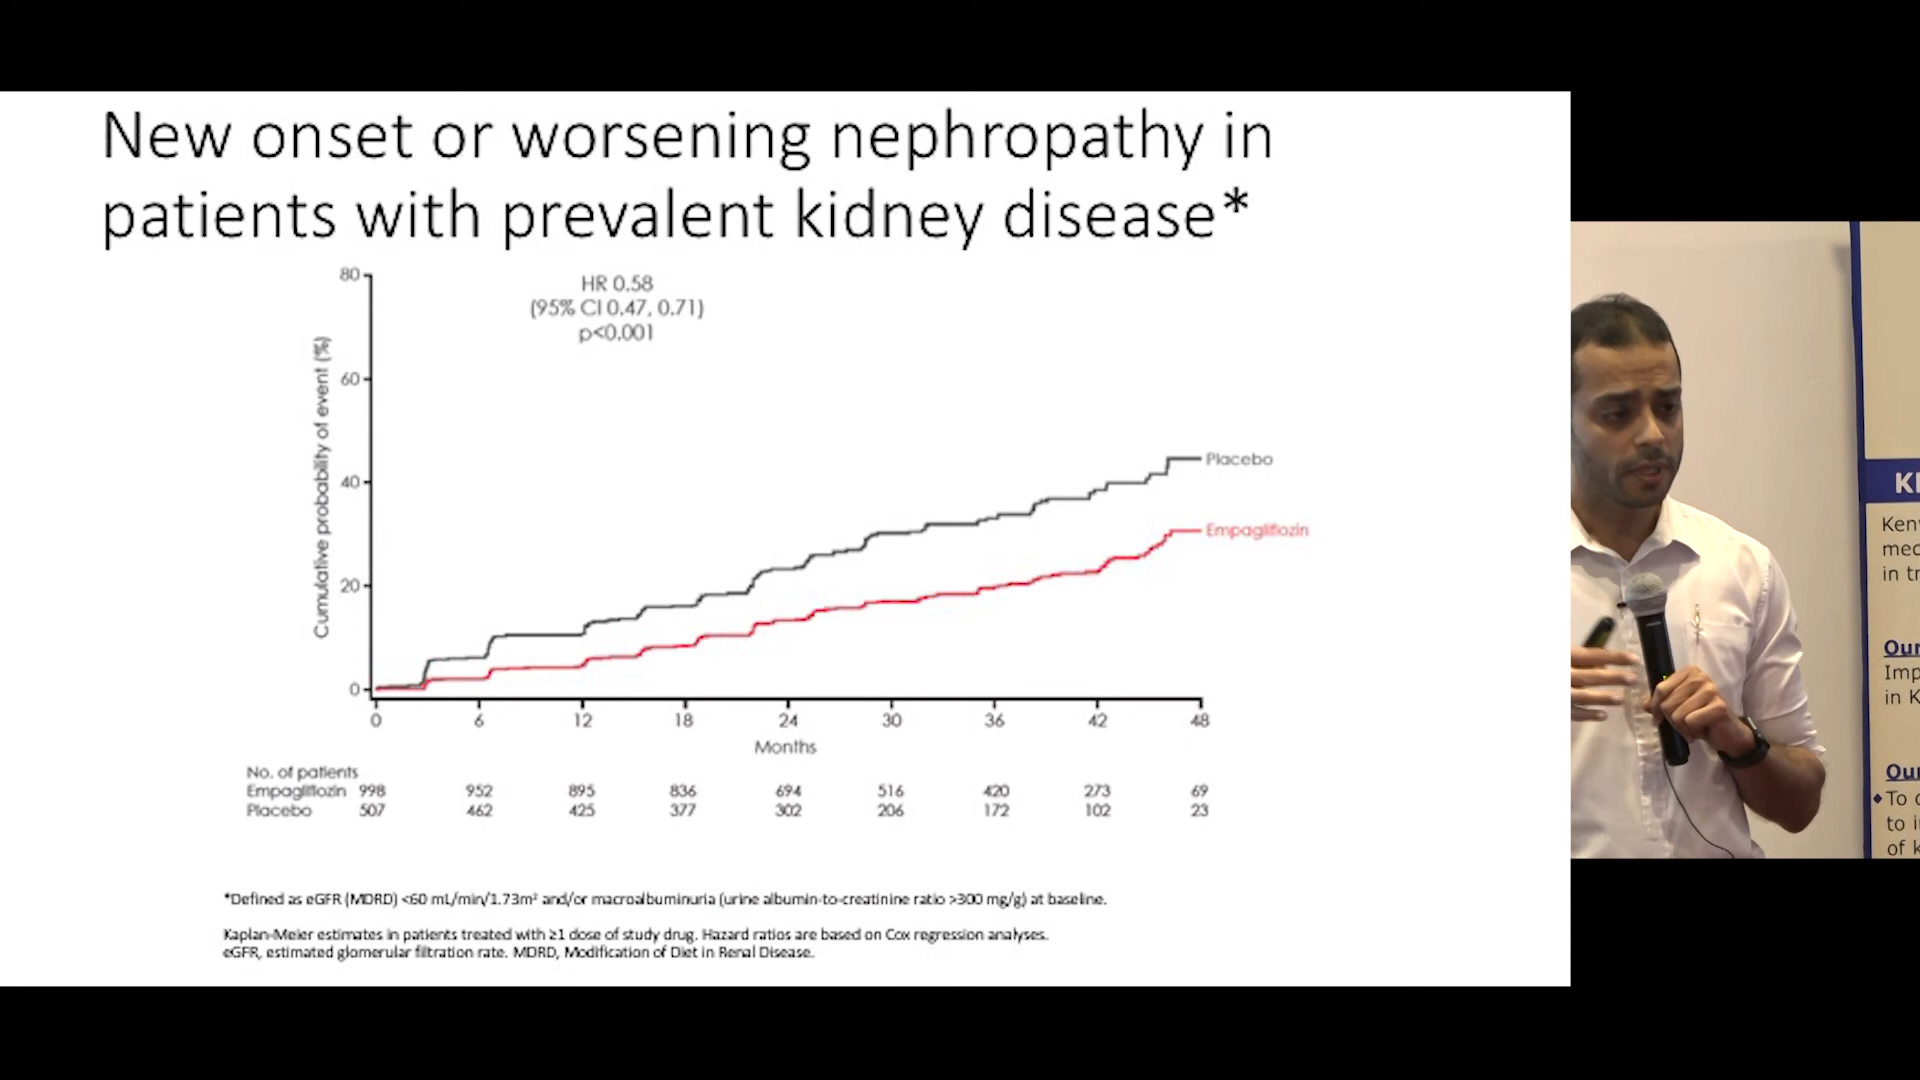 New onset or worsening nephropathy in
patients with prevalent kidney disease*
HR 0.58
(95% CI 0.47, 0.71)
p<0.001
Cumulative probability of event (%)
80
60
40
20
0
Placebo
Empagliflozin
0 6 12 18 24 30 36 42 48
Months
No. of patients
Empagliflozin 998 952 895 836 694 516 420 273 69
Placebo 507 462 425 377 302 206 172 102 23
*Defined as eGFR (MDRD) <60 mL/min/1.73m² and/or macroalbuminuria (urine albumin-to-creatinine ratio >300 mg/g) at baseline.
Kaplan-Meier estimates in patients treated with ≥1 dose of study drug. Hazard ratios are based on Cox regression analyses.
eGFR, estimated glomerular filtration rate. MDRD, Modification of Diet in Renal Disease.
in
Our
in K
To
to
of